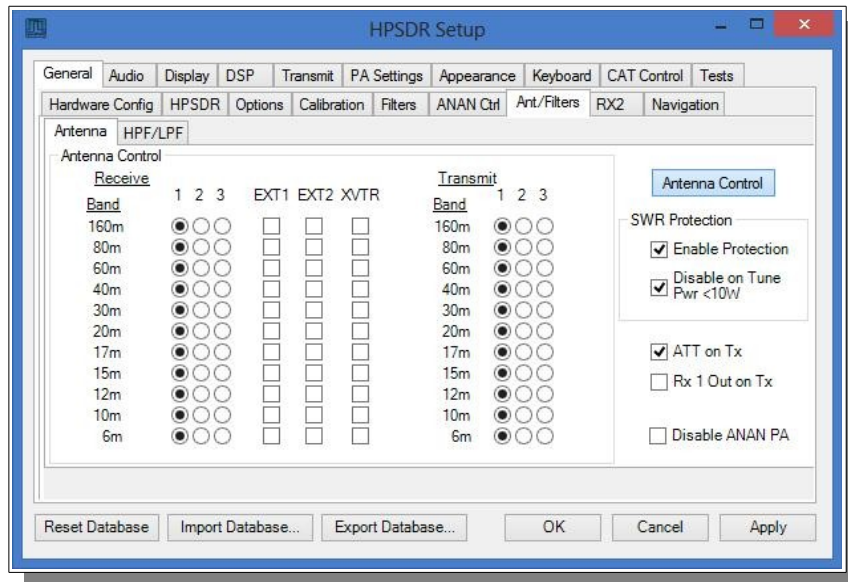 HPSDR Setup
General Audio Display DSP Transmit PA Settings Appearance Keyboard CAT Control Tests
Hardware Config HPSDR Options Calibration Filters ANAN Ctrl Ant/Filters RX2 Navigation
Antenna HPF/LPF
Antenna Control
Receive
Band
1 2 3 EXT1 EXT2 XVTR
160m
80m
60m
40m
30m
20m
17m
15m
12m
10m
6m
Transmit
Band
1 2 3
160m
80m
60m
40m
30m
20m
17m
15m
12m
10m
6m
Antenna Control
SWR Protection
Enable Protection
Disable on Tune
Pwr <10W
ATT on Tx
Rx 1 Out on Tx
Disable ANAN PA
Reset Database Import Database... Export Database... OK Cancel Apply